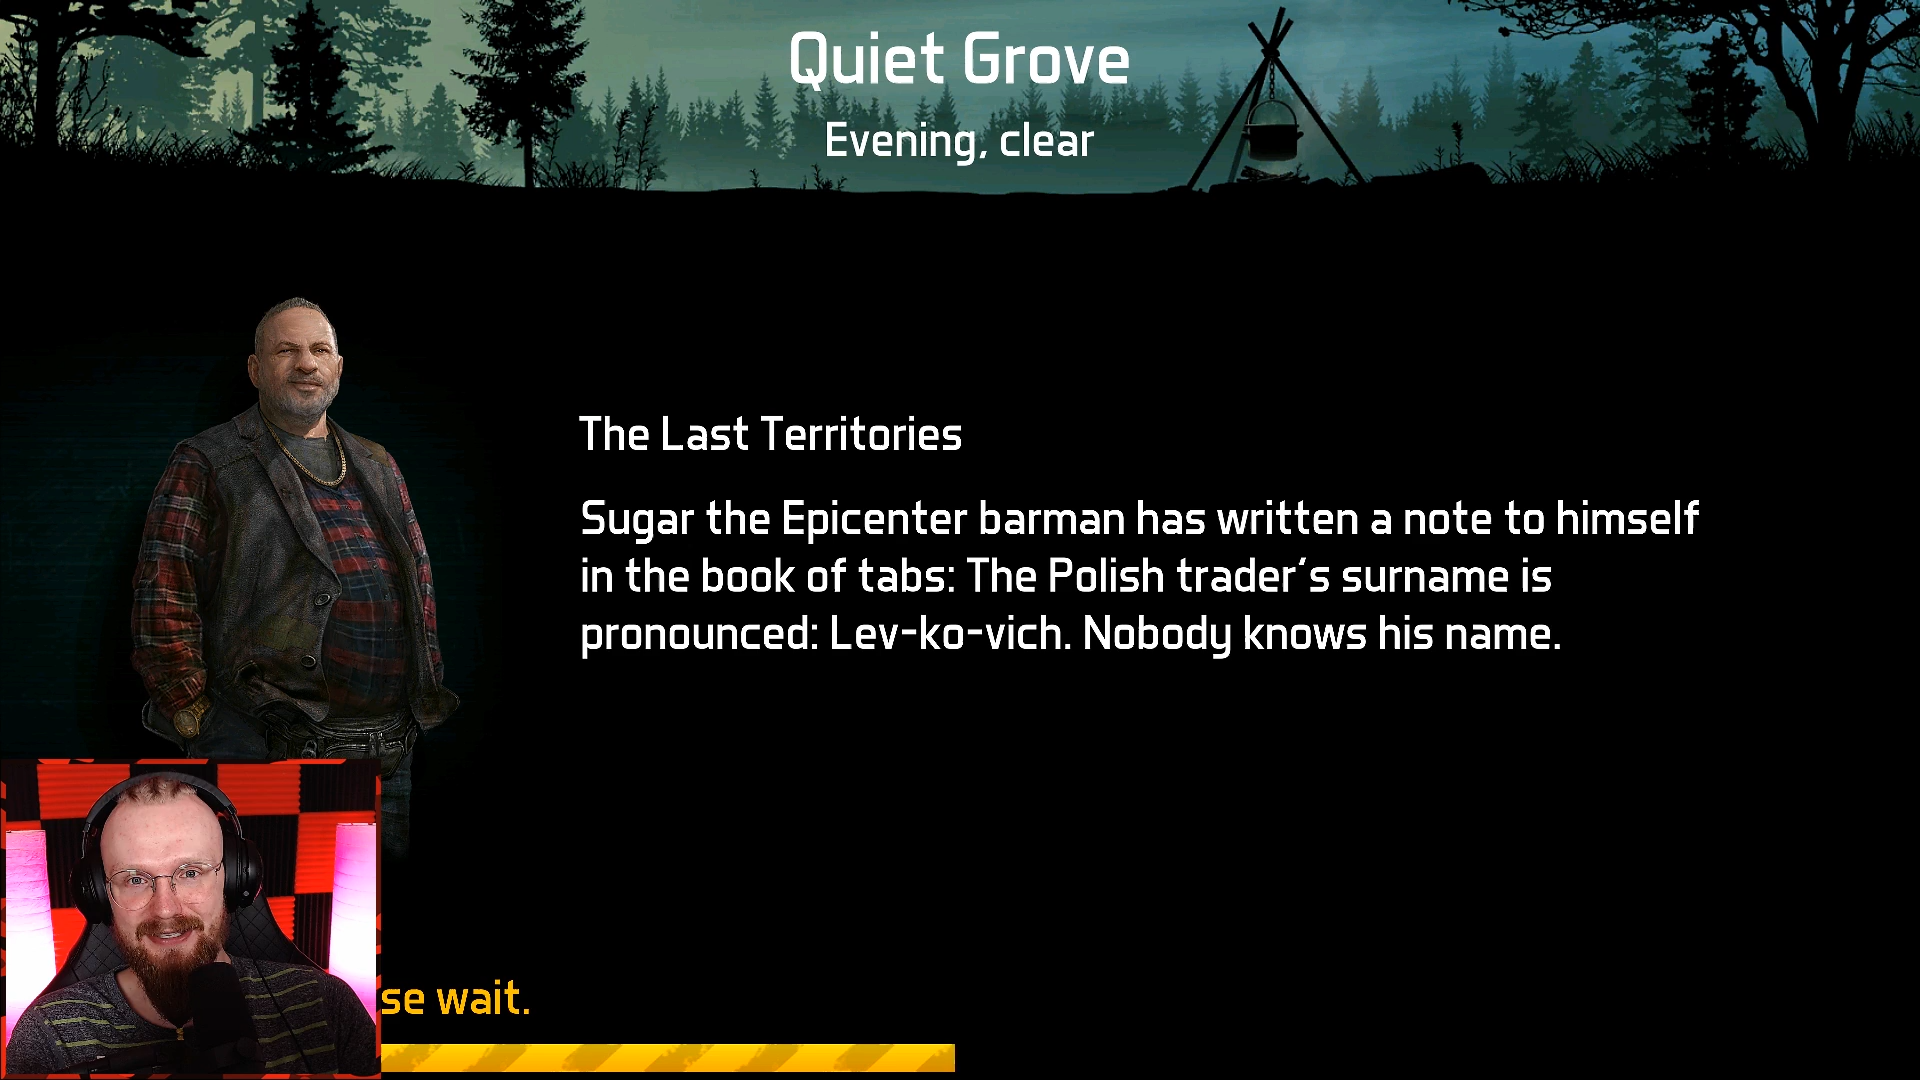 Quiet Grove
Evening, clear
The Last Territories
Sugar the Epicenter barman has written a note to himself
in the book of tabs: The Polish trader's surname is
pronounced: Lev-ko-vich. Nobody knows his name.
se wait.